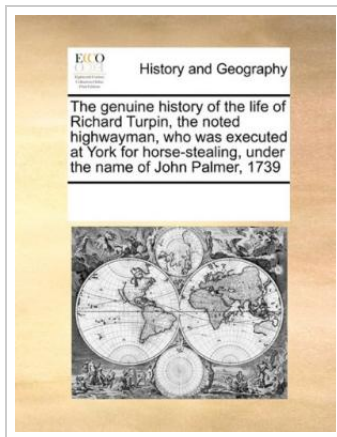 ECCO
History and Geography
The genuine history of the life of
Richard Turpin, the noted
highwayman, who was executed
at York for horse-stealing, under
the name of John Palmer, 1739